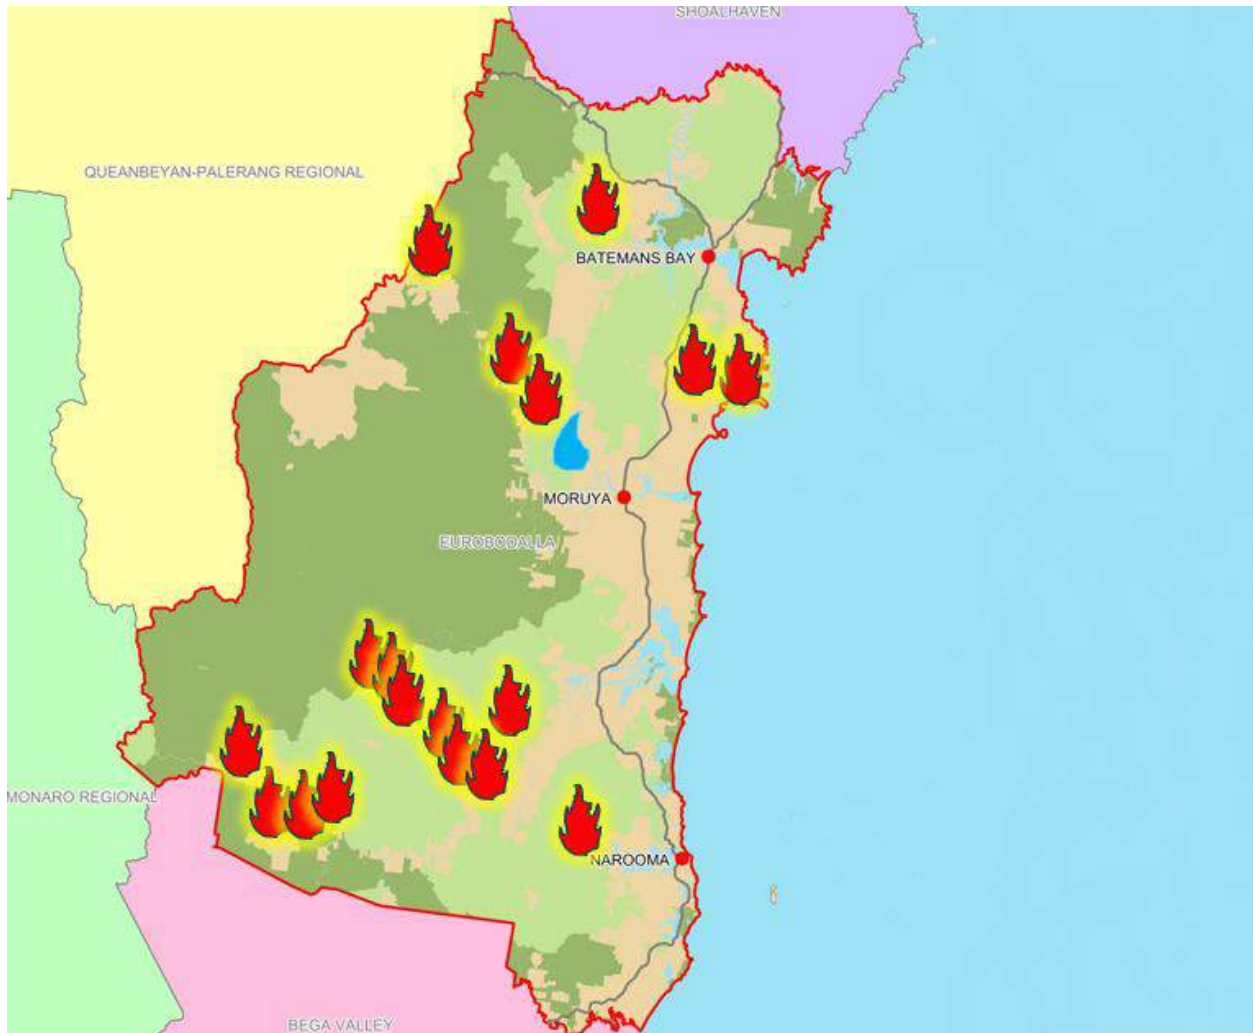 SHOALHAVEN
QUEANBEYAN-PALERANG REGIONAL
BATEMANS BAY
MORUYA
EUROBODALLA
MONARO REGIONAL
NAROOMA
BEGA VALLEY